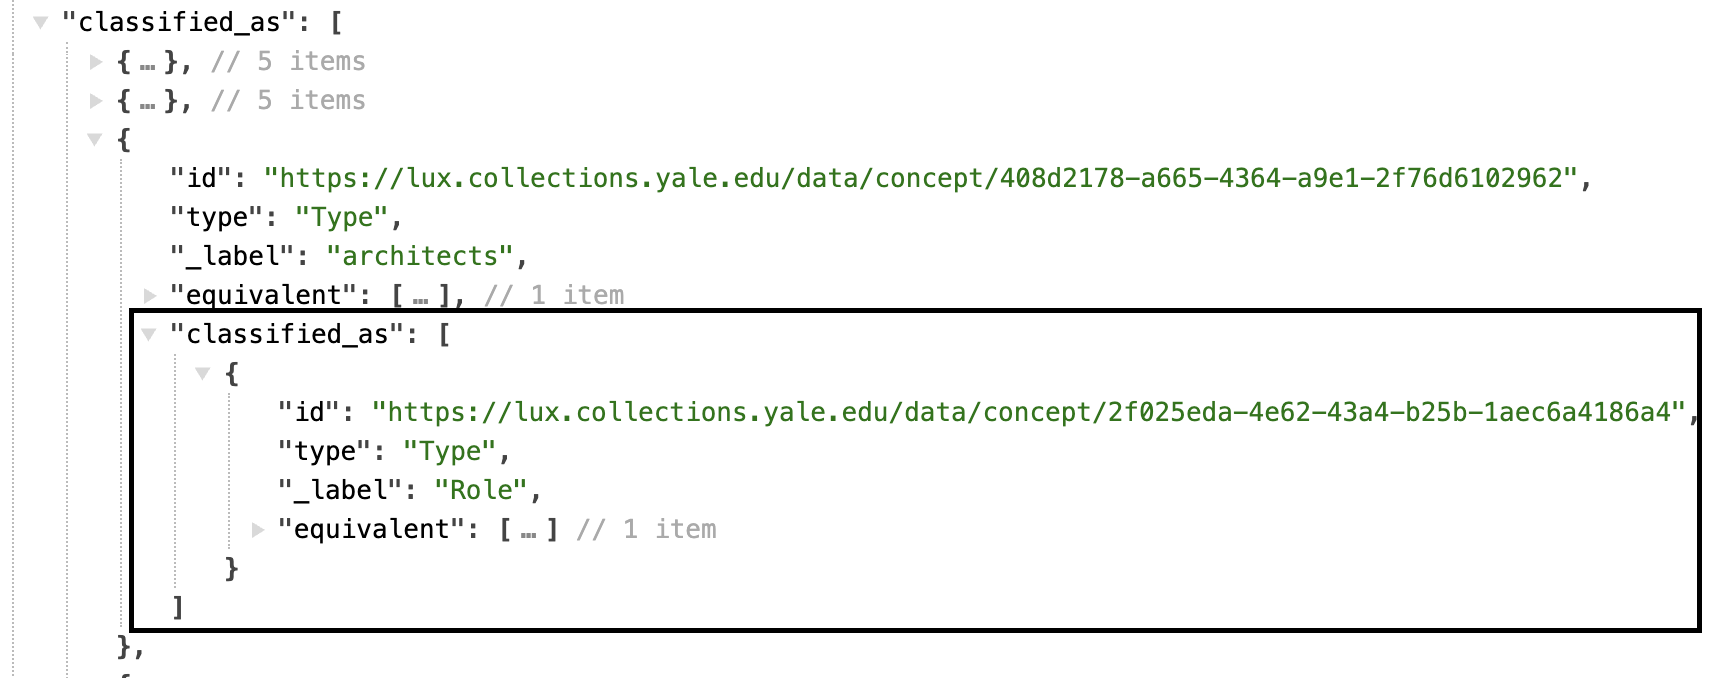 "classified_as": [
{ … }, // 5 items
{ … }, // 5 items
{
"id": "https://lux.collections.yale.edu/data/concept/408d2178-a665-4364-a9e1-2f76d6102962",
"type": "Type",
"_label": "architects",
"equivalent": [ … ], // 1 item
"classified_as": [
{
"id": "https://lux.collections.yale.edu/data/concept/2f025eda-4e62-43a4-b25b-1aec6a4186a4",
"type": "Type",
"_label": "Role",
"equivalent": [ … ] // 1 item
}
]
},